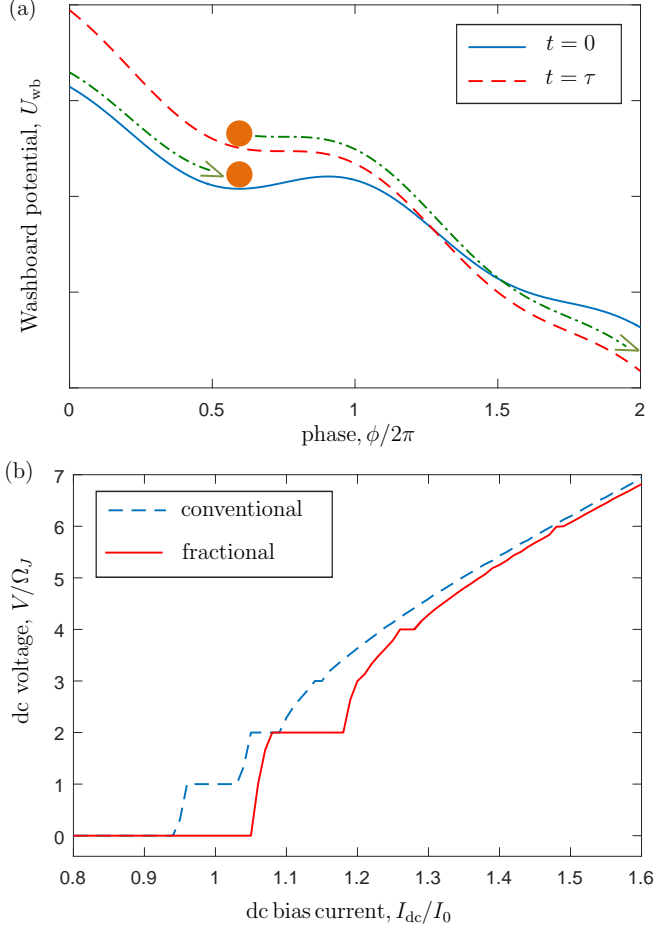 (a)
Washboard potential, U_wb
t = 0
t = τ
0 0.5 1 1.5 2
phase, ϕ/2π
(b)
dc voltage, V/Ω_J
7
6
5
4
3
2
1
0
conventional
fractional
0.8 0.9 1 1.1 1.2 1.3 1.4 1.5 1.6
dc bias current, I_dc/I_0